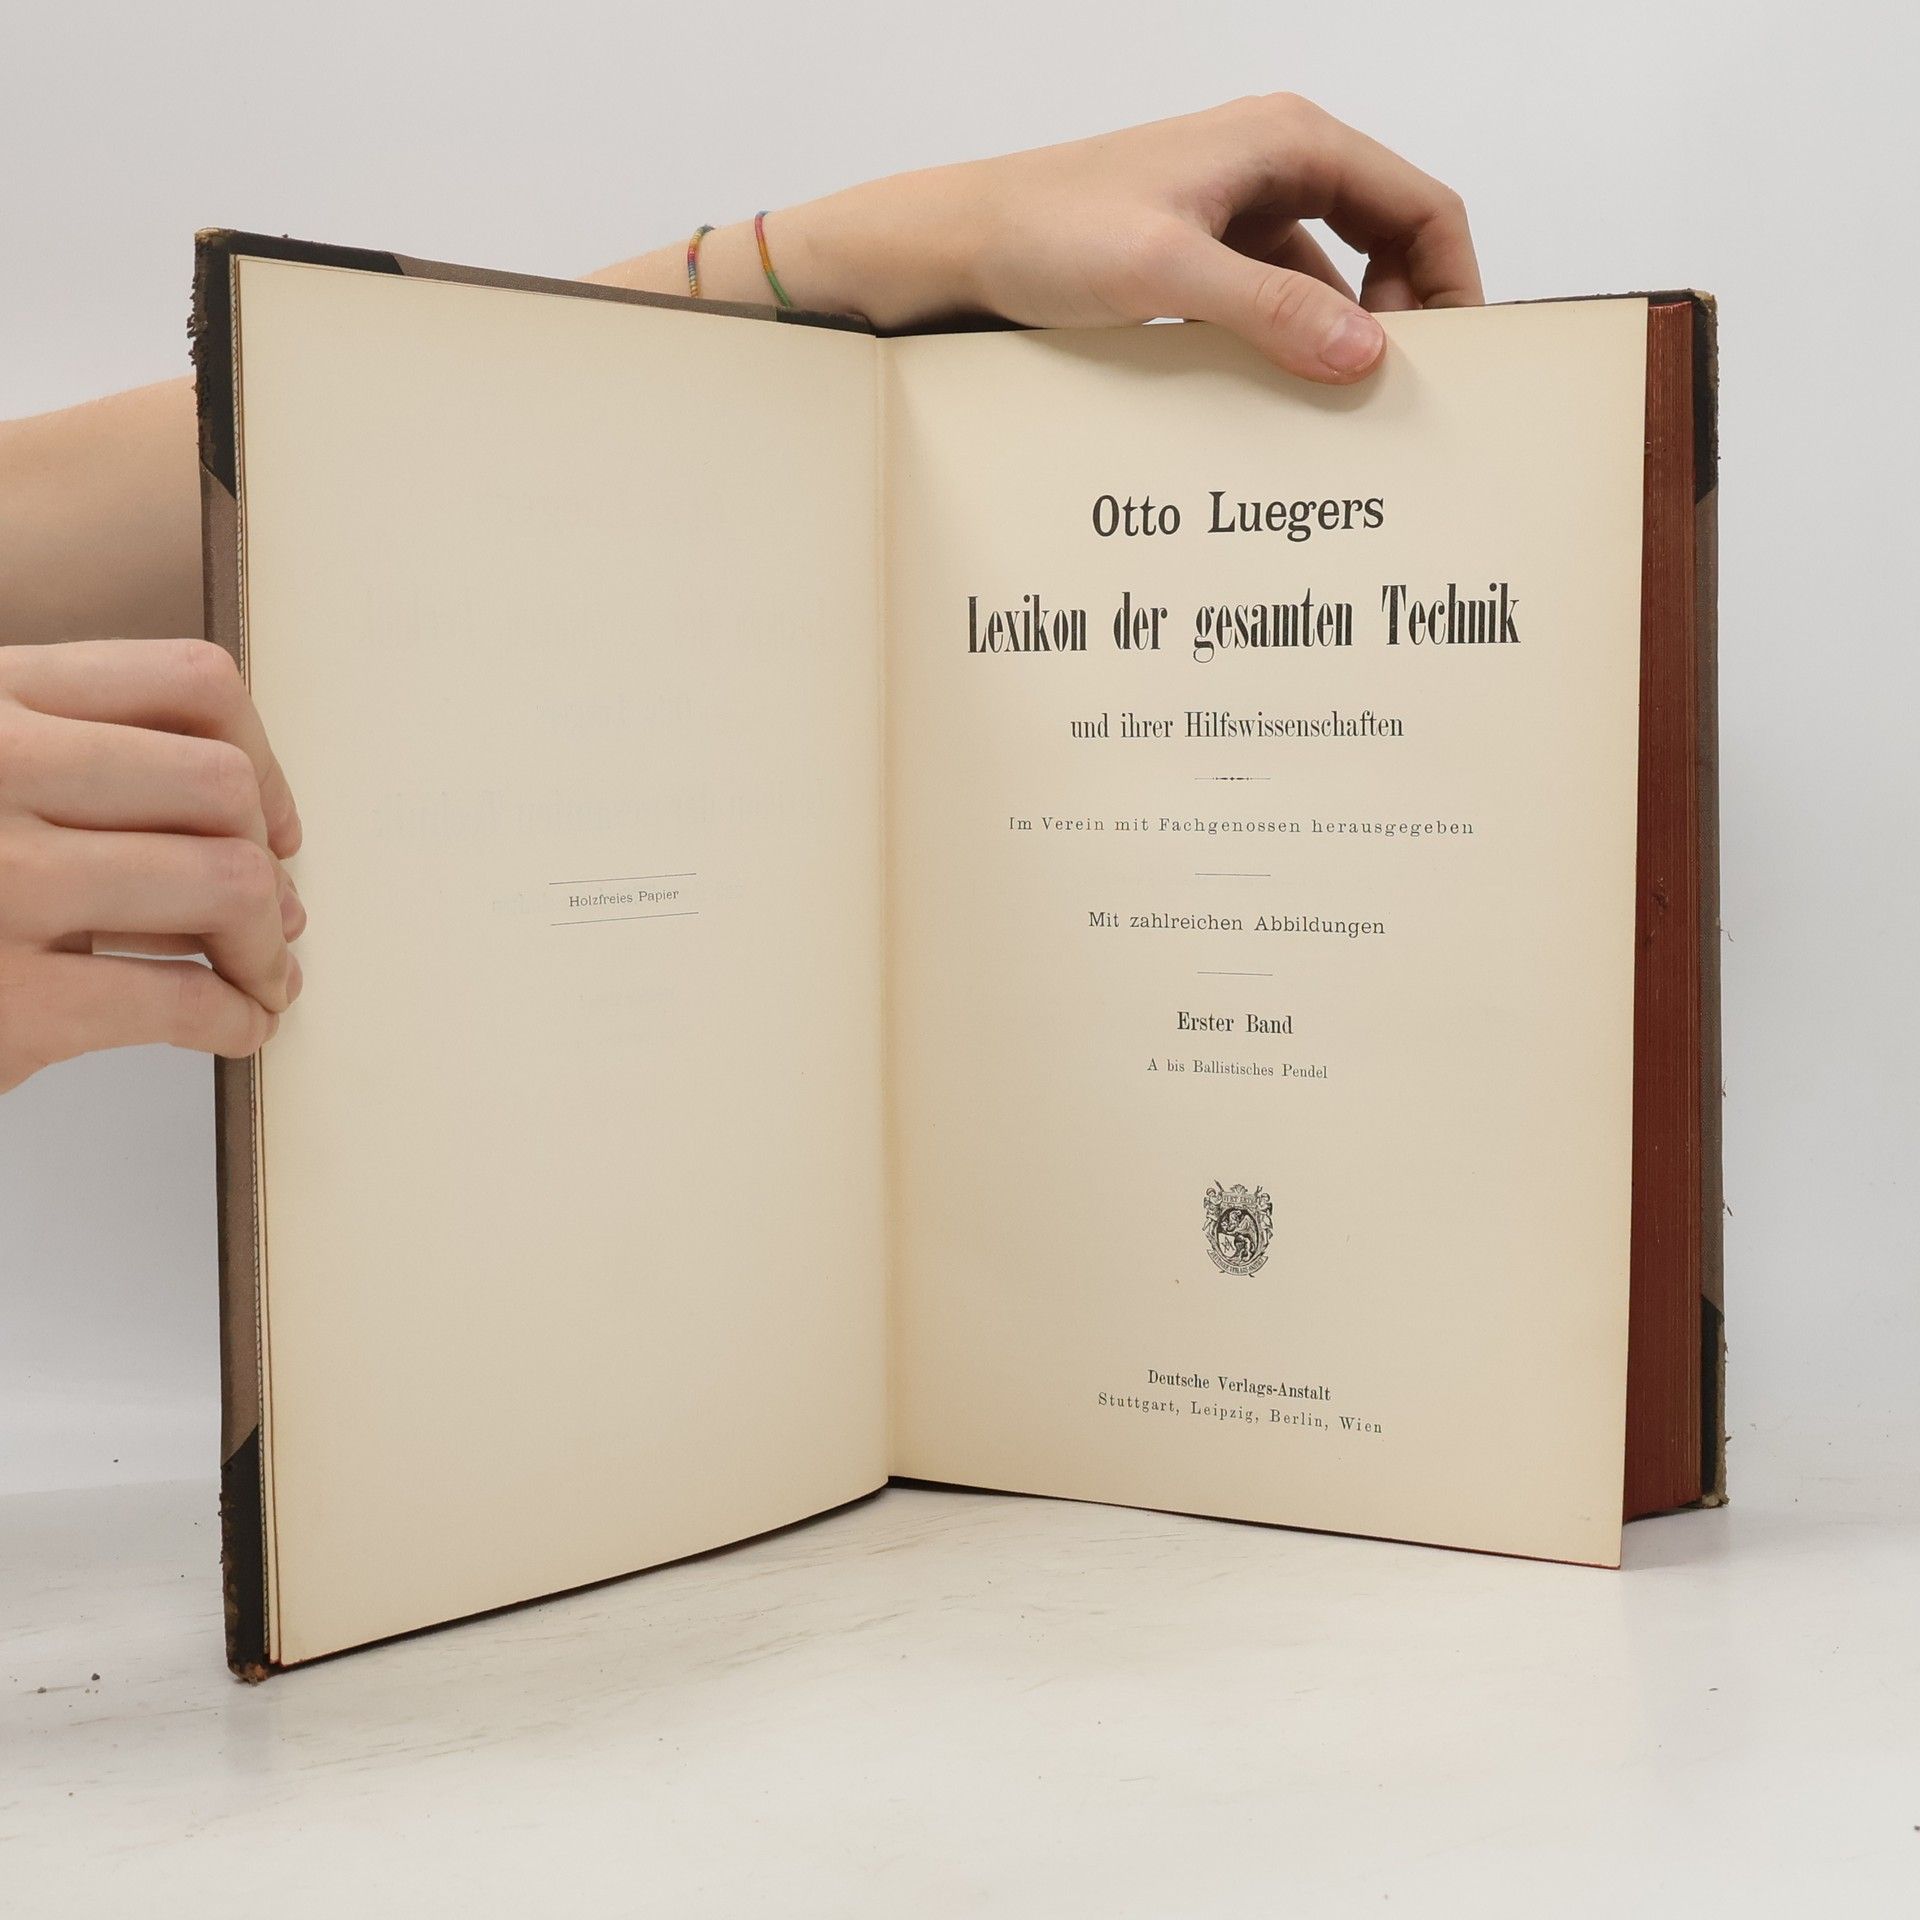 Holzfreies Papier
Otto Luegers
Lexikon der gesamten Technik
und ihrer Hilfswissenschaften
Im Verein mit Fachgenossen herausgegeben
Mit zahlreichen Abbildungen
Erster Band
A bis Ballistisches Pendel
Deutsche Verlags-Anstalt
Stuttgart, Leipzig, Berlin, Wien